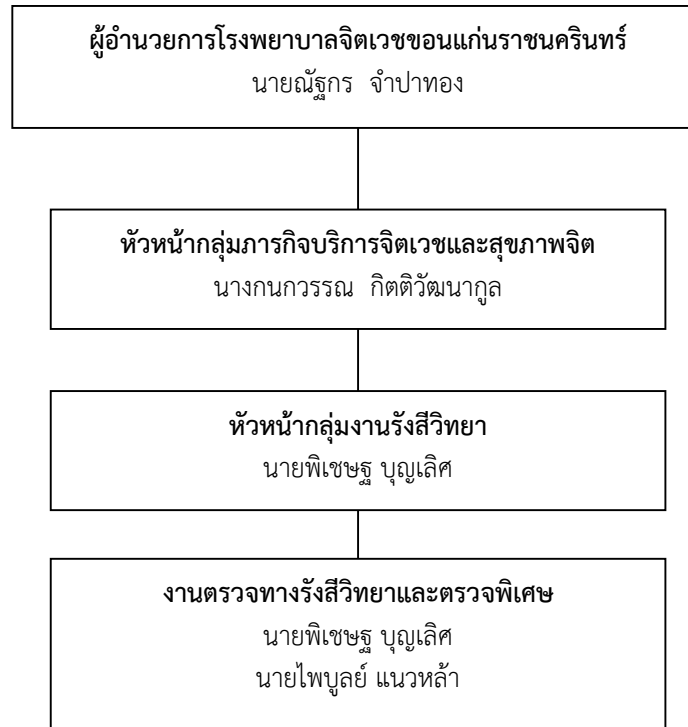 ผู้อำนวยการโรงพยาบาลจิตเวชขอนแก่นราชนครินทร์
นายณัฐกร จำปาทอง
หัวหน้ากลุ่มภารกิจบริการจิตเวชและสุขภาพจิต
นางกนกวรรณ กิตติวัฒนากูล
หัวหน้ากลุ่มงานรังสีวิทยา
นายพิเชษฐ บุญเลิศ
งานตรวจทางรังสีวิทยาและตรวจพิเศษ
นายพิเชษฐ บุญเลิศ
นายไพบูลย์ แนวหล้า